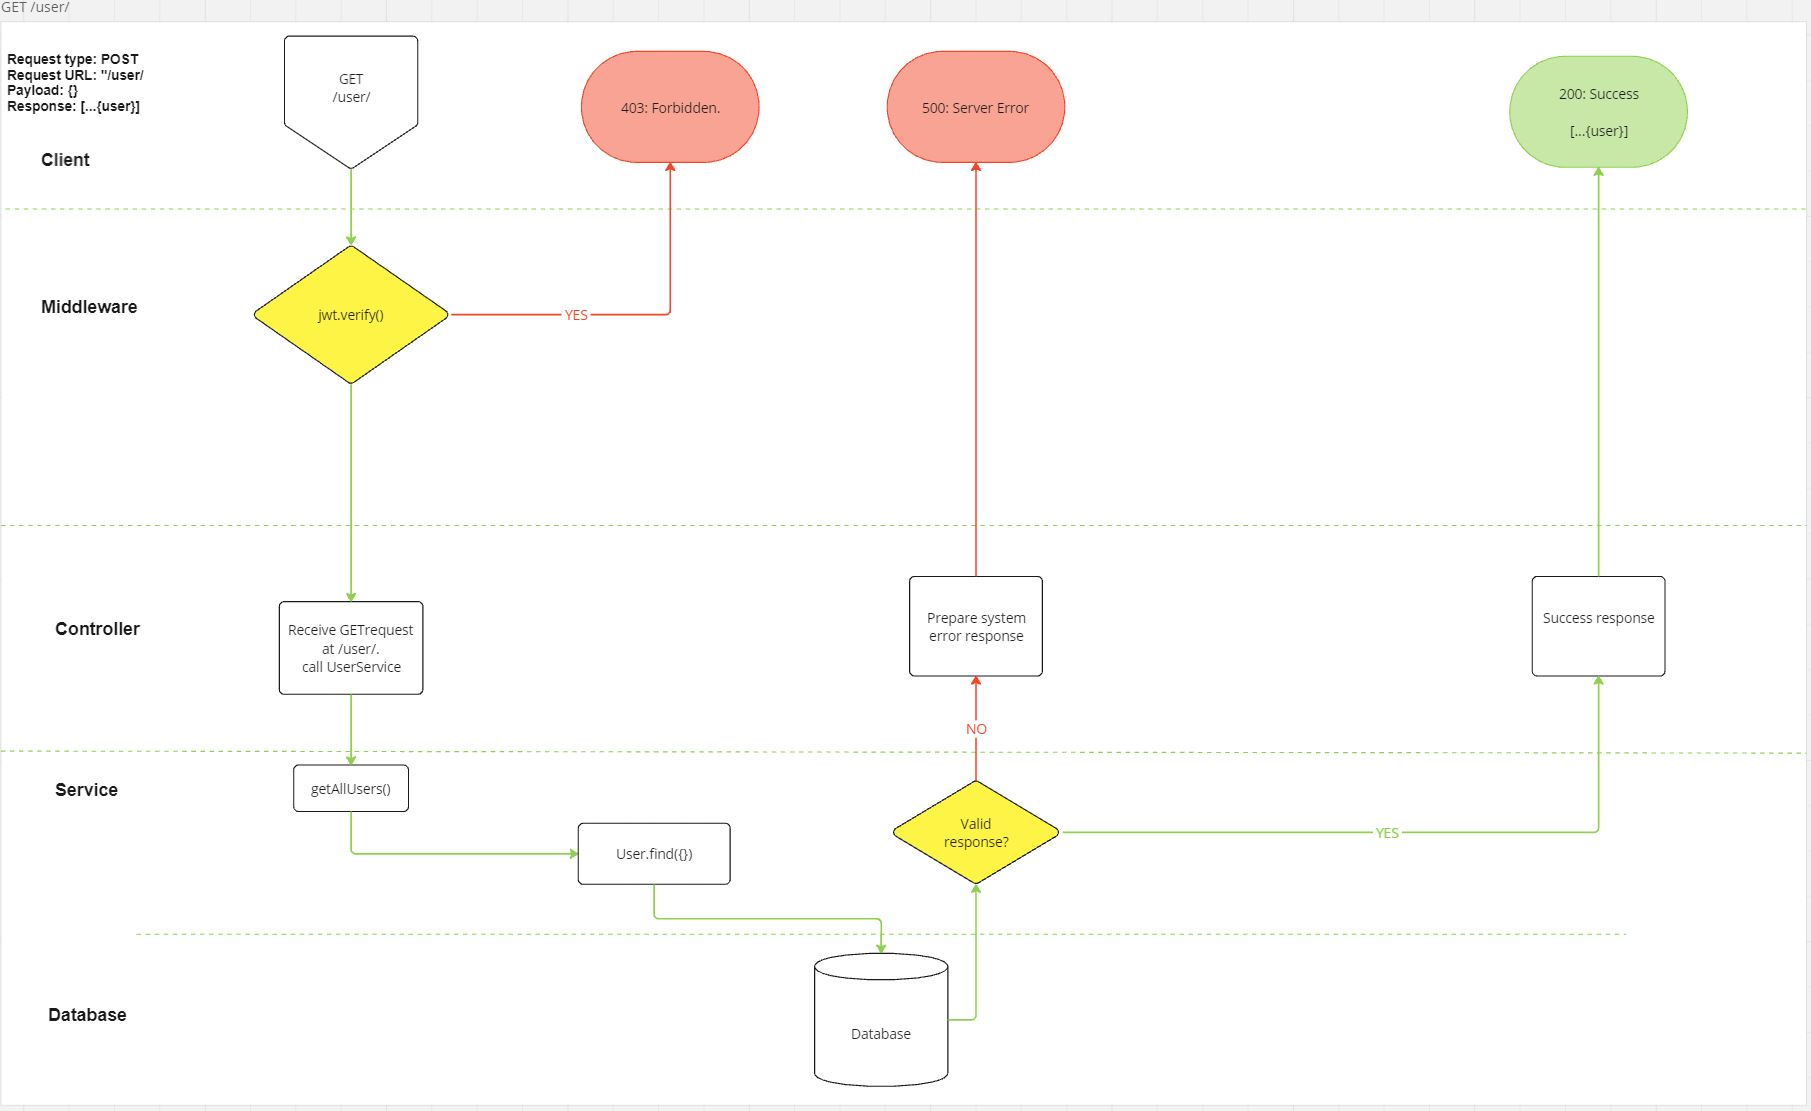 GET /user/
Request type: POST
Request URL: "/user/
Payload: {}
Response: [...{user}]
GET
/user/
403: Forbidden.
500: Server Error
200: Success
[...{user}]
Client
Middleware
jwt.verify()
YES
Controller
Receive GETrequest
at /user/.
call UserService
Prepare system
error response
Success response
NO
Service
getAllUsers()
User.find({})
Valid
response?
YES
Database
Database